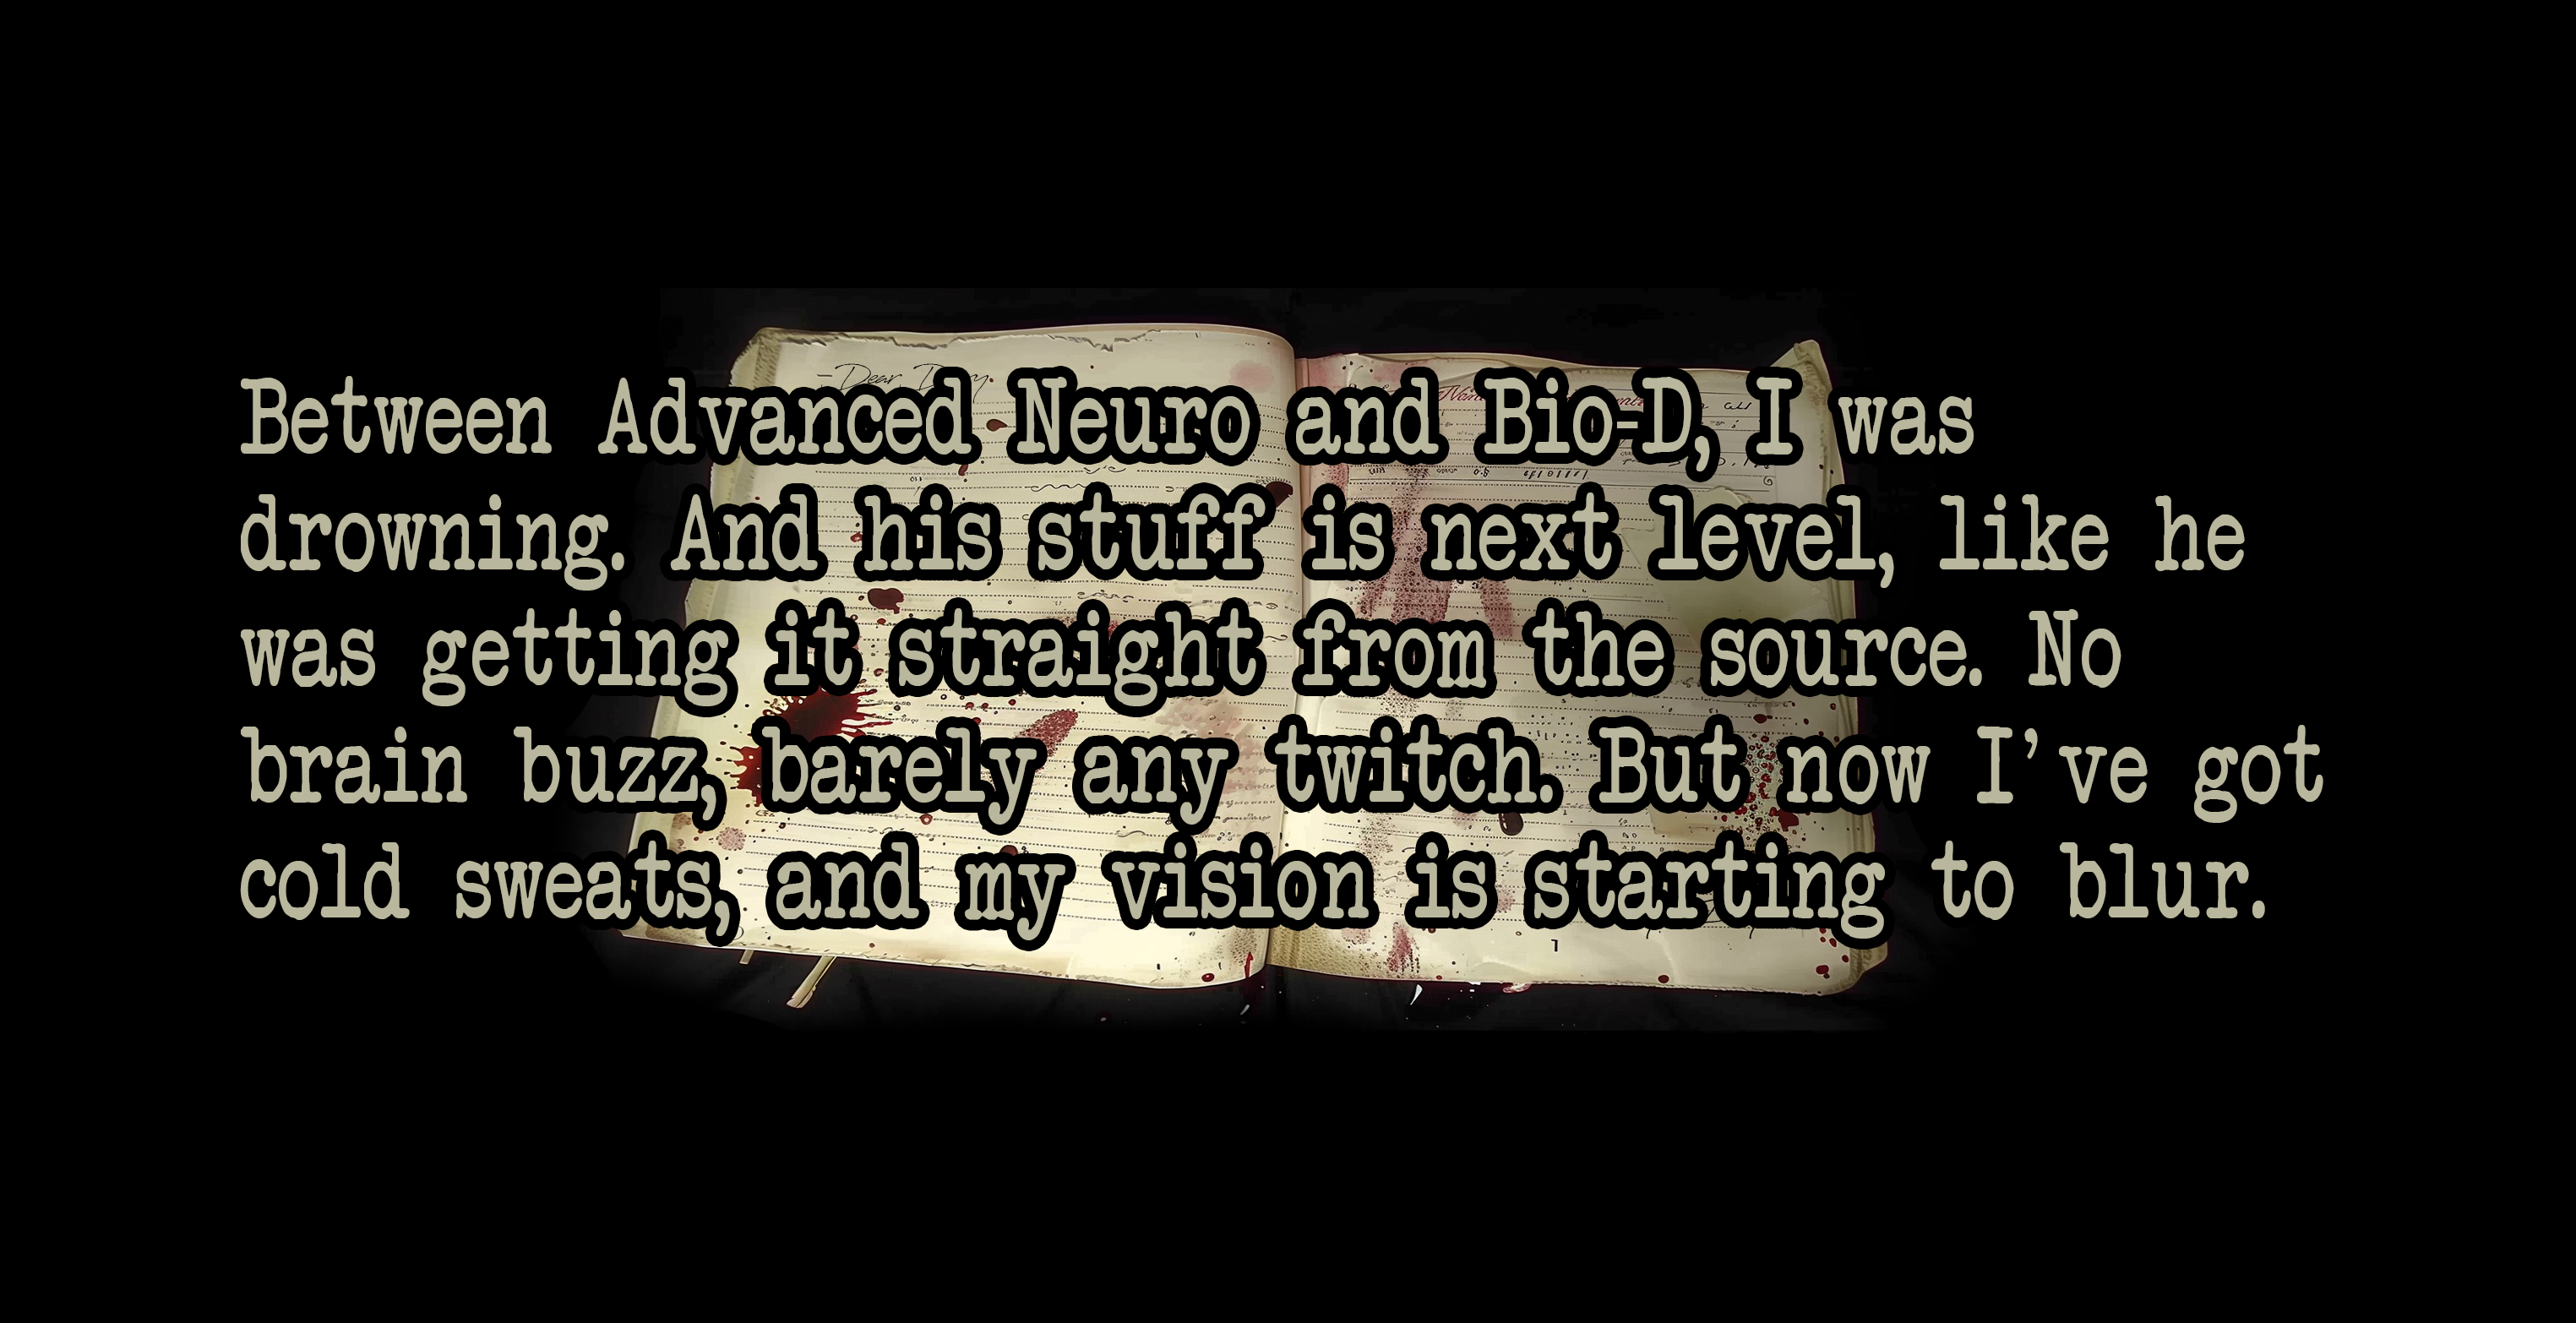 Dear
Between Advanced Neuro and Bio-D, I was
drowning. And his stuff is next level, like he
was getting it straight from the source. No
brain buzz, barely any twitch. But now I've got
cold sweats, and my vision is starting to blur.